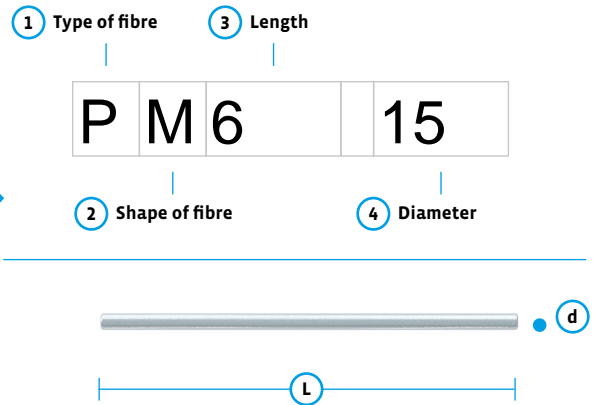 1 Type of fibre 3 Length
P M 6 15
2 Shape of fibre 4 Diameter
d
L